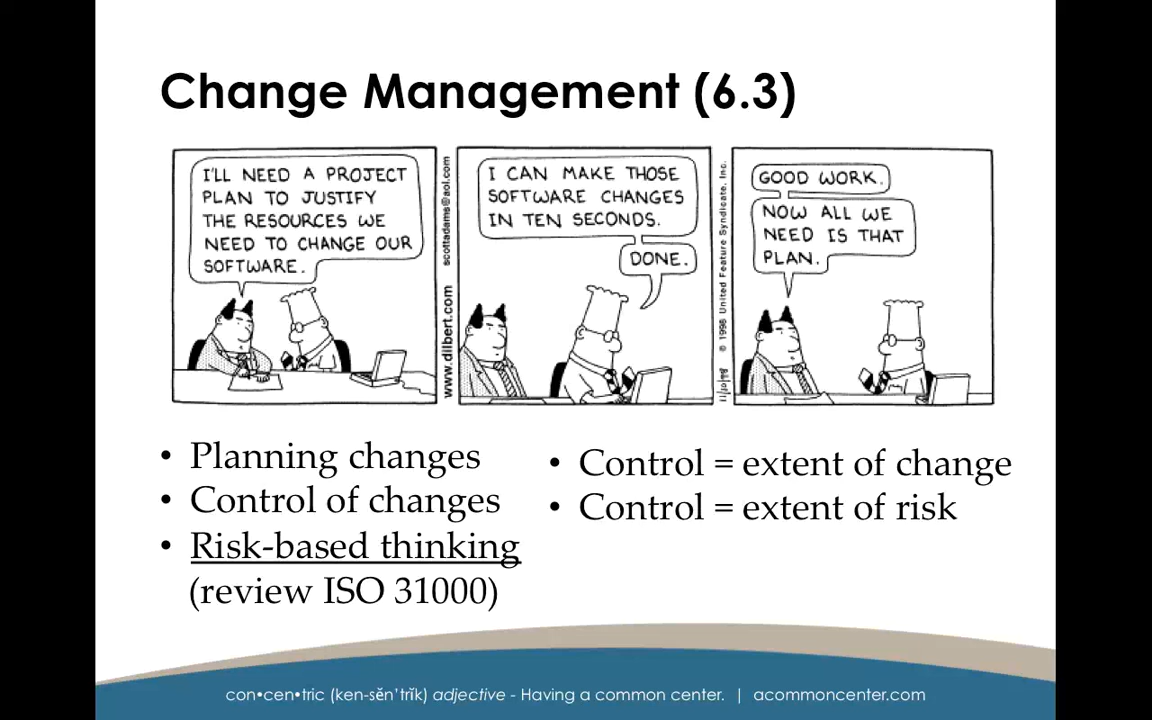 Change Management (6.3)
I'LL NEED A PROJECT
PLAN TO JUSTIFY
THE RESOURCES WE
NEED TO CHANGE OUR
SOFTWARE.
www.dilbert.com scottadams@aol.com
I CAN MAKE THOSE
SOFTWARE CHANGES
IN TEN SECONDS.
DONE.
11/10/98 © 1998 United Feature Syndicate, Inc.
GOOD WORK.
NOW ALL WE
NEED IS THAT
PLAN.
• Planning changes
• Control of changes
• Risk-based thinking
(review ISO 31000)
• Control = extent of change
• Control = extent of risk
con•cen•tric (ken-sĕn'trĭk) adjective - Having a common center. | acommoncenter.com